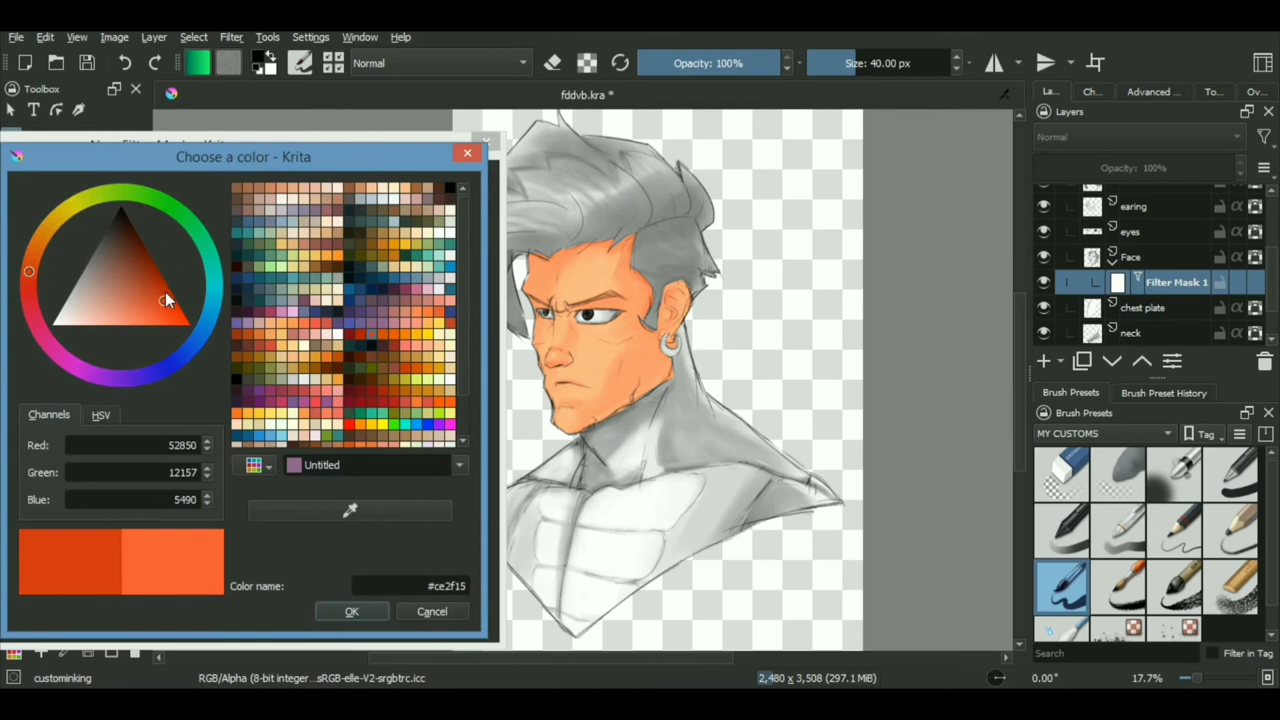 File Edit View Image Layer Select Filter Tools Settings Window Help
Normal
Opacity: 100%
Size: 40.00 px
Toolbox
fddvb.kra *
La...
Ch...
Advanced ...
To...
Ov...
Layers
Normal
Opacity: 100%
earing
eyes
Face
Filter Mask 1
chest plate
neck
Choose a color - Krita
Channels
HSV
Red: 52850
Green: 12157
Blue: 5490
Untitled
Color name: #ce2f15
OK
Cancel
Brush Presets
Brush Preset History
Brush Presets
MY CUSTOMS
Tag
Search
Filter in Tag
custominking
RGB/Alpha (8-bit integer...sRGB-elle-V2-srgbtrc.icc
2,480 x 3,508 (297.1 MiB)
0.00°
17.7%